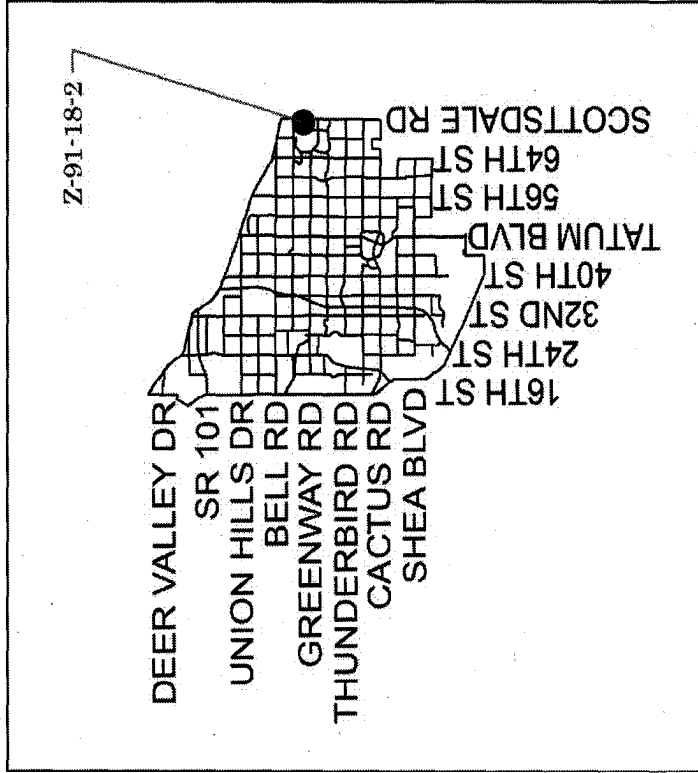 Z-91-18-2
DEER VALLEY DR
SR 101
UNION HILLS DR
BELL RD
GREENWAY RD
THUNDERBIRD RD
CACTUS RD
SHEA BLVD
16TH ST
24TH ST
32ND ST
40TH ST
TATUM BLVD
56TH ST
64TH ST
SCOTTSDALE RD